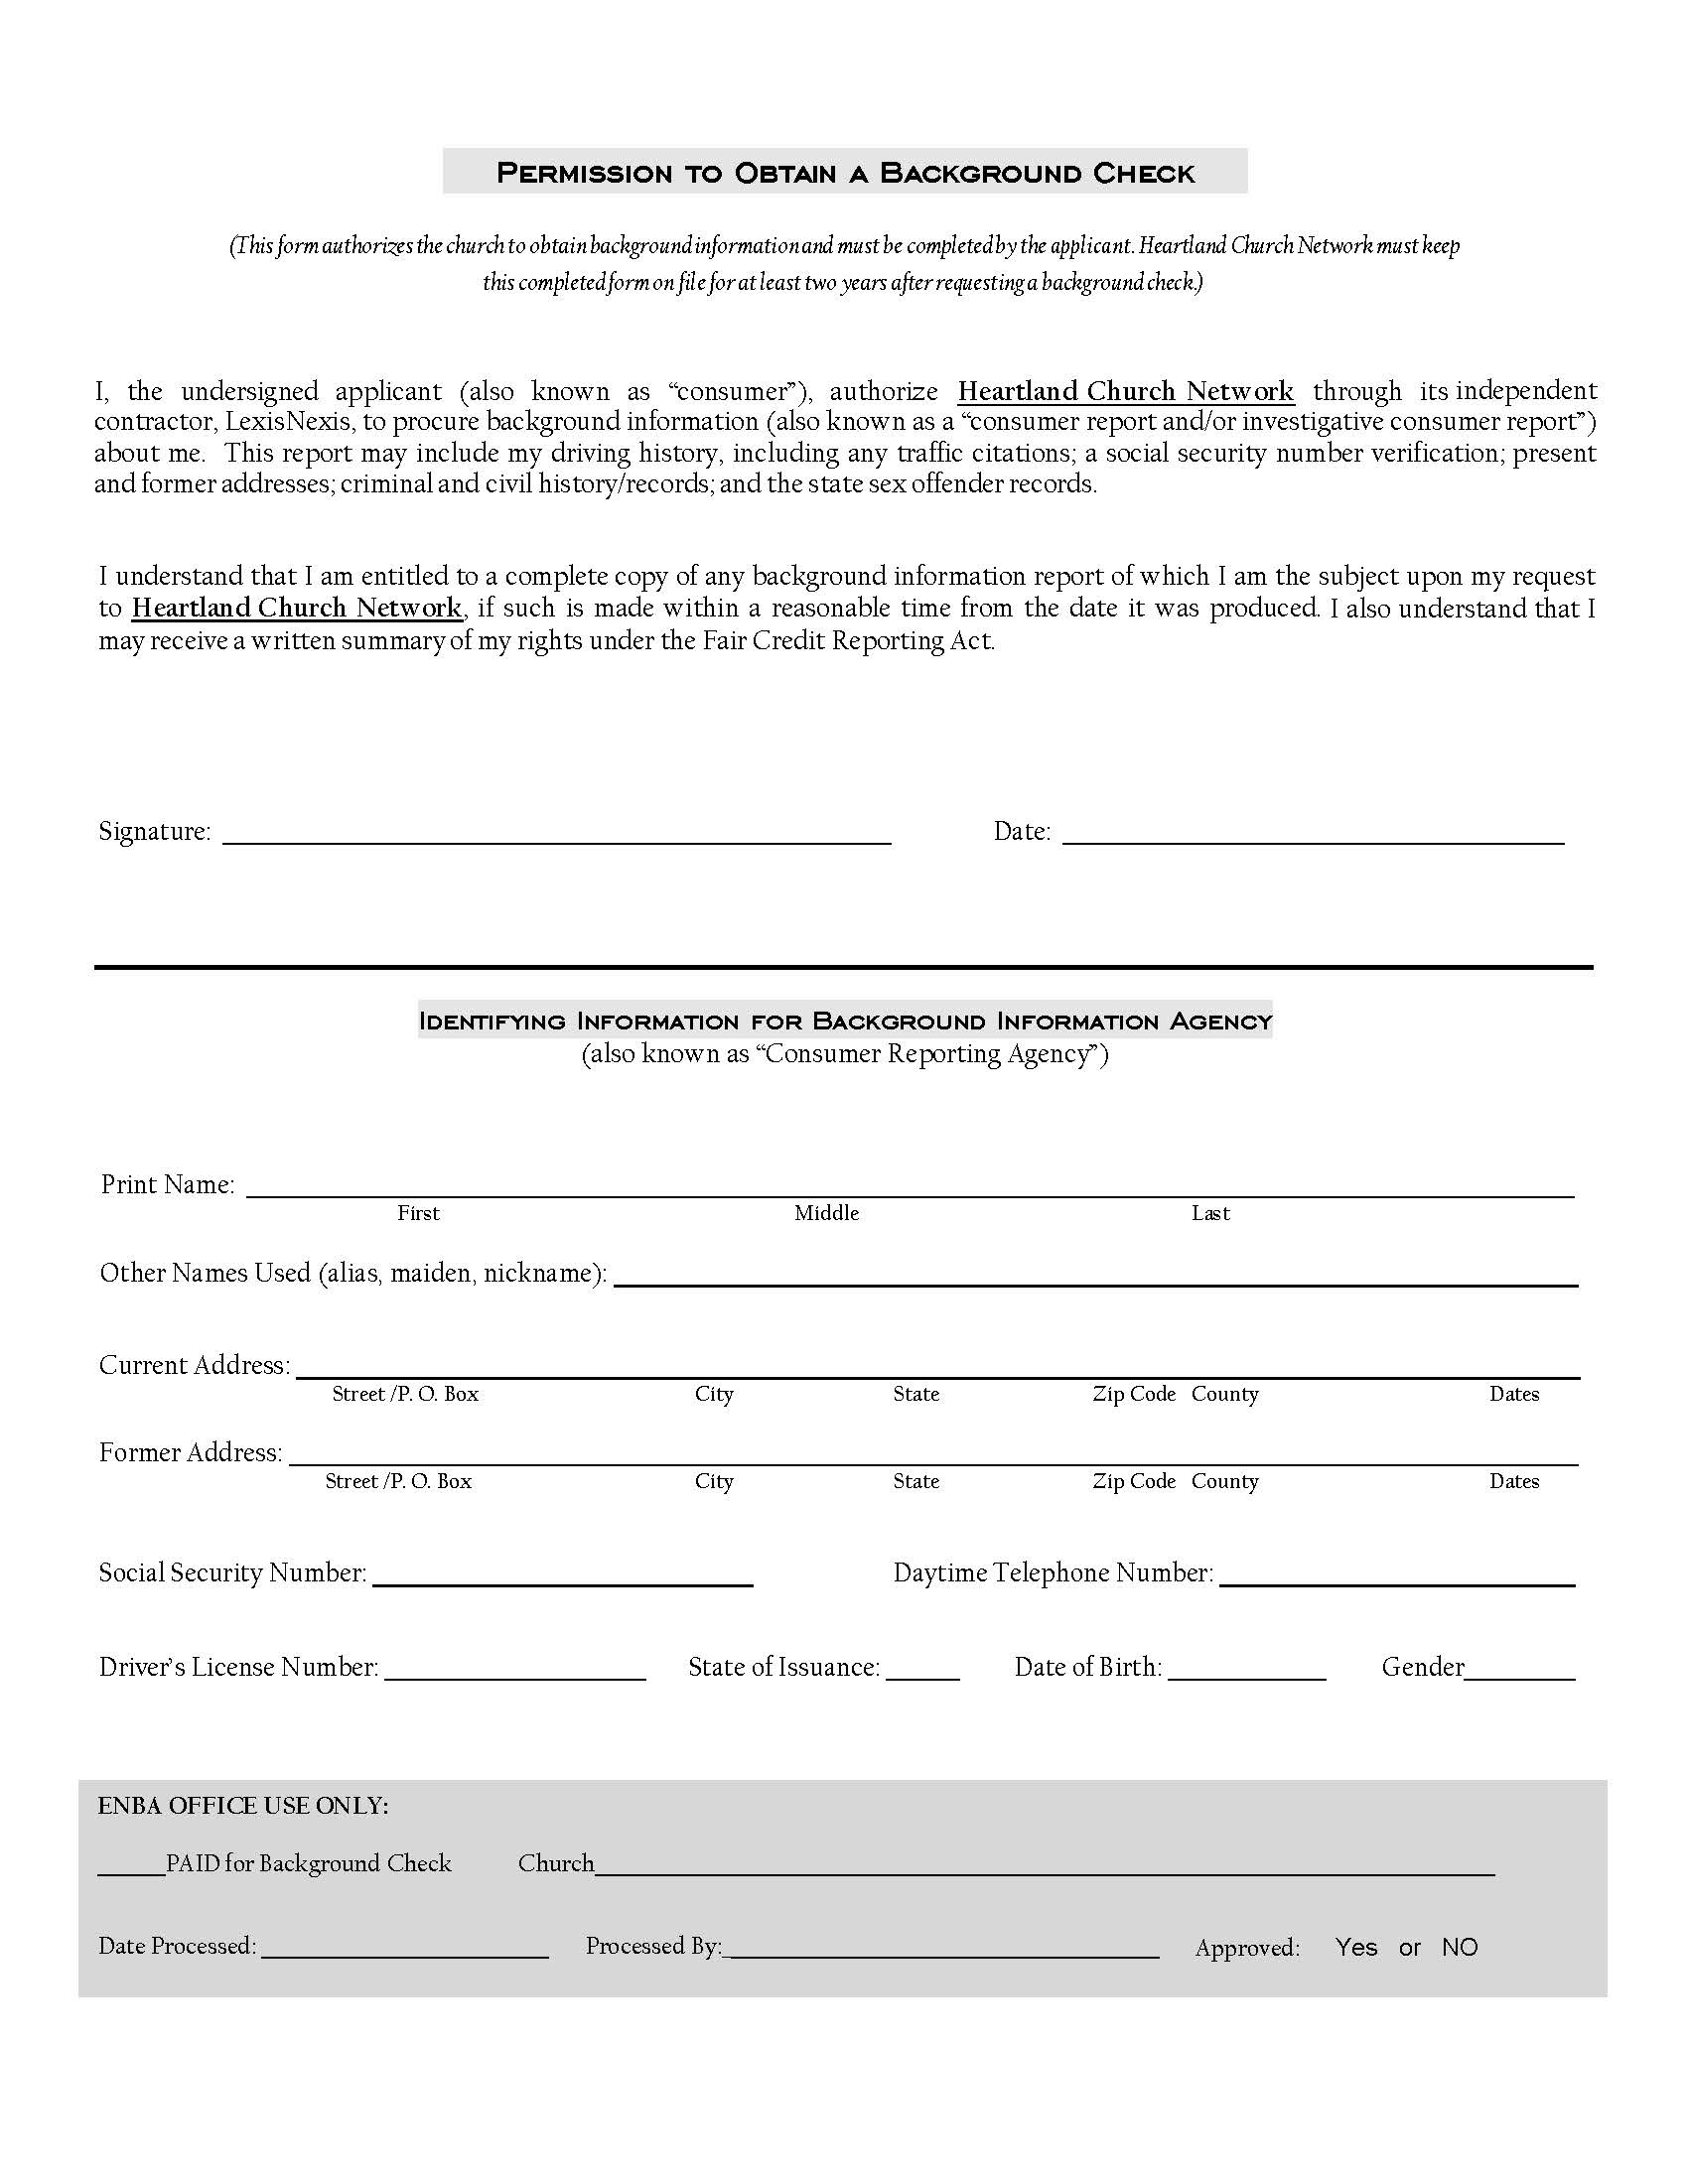 PERMISSION TO OBTAIN A BACKGROUND CHECK
(This form authorizes the church to obtain background information and must be completed by the applicant. Heartland Church Network must keep
this completed form on file for at least two years after requesting a background check.)
I, the undersigned applicant (also known as “consumer”), authorize Heartland Church Network through its independent
contractor, LexisNexis, to procure background information (also known as a “consumer report and/or investigative consumer report”)
about me. This report may include my driving history, including any traffic citations; a social security number verification; present
and former addresses; criminal and civil history/records; and the state sex offender records.
I understand that I am entitled to a complete copy of any background information report of which I am the subject upon my request
to Heartland Church Network, if such is made within a reasonable time from the date it was produced. I also understand that I
may receive a written summary of my rights under the Fair Credit Reporting Act.
Signature: Date:
IDENTIFYING INFORMATION FOR BACKGROUND INFORMATION AGENCY
(also known as “Consumer Reporting Agency”)
Print Name:
First Middle Last
Other Names Used (alias, maiden, nickname):
Current Address:
Street /P. O. Box City State Zip Code County Dates
Former Address:
Street /P. O. Box City State Zip Code County Dates
Social Security Number: Daytime Telephone Number:
Driver’s License Number: State of Issuance: Date of Birth: Gender
ENBA OFFICE USE ONLY:
PAID for Background Check Church
Date Processed: Processed By: Approved: Yes or NO